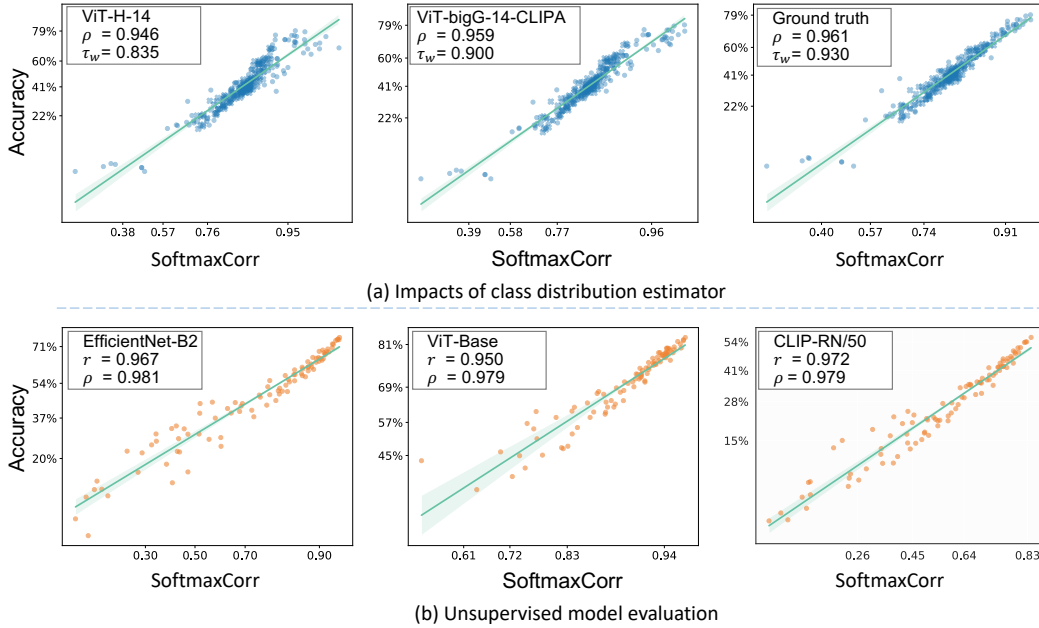 ViT-H-14
ρ = 0.946
τw = 0.835
79%
60%
41%
22%
Accuracy
0.38 0.57 0.76 0.95
SoftmaxCorr
ViT-bigG-14-CLIPA
ρ = 0.959
τw = 0.900
79%
60%
41%
22%
0.39 0.58 0.77 0.96
SoftmaxCorr
Ground truth
ρ = 0.961
τw = 0.930
79%
60%
41%
22%
0.40 0.57 0.74 0.91
SoftmaxCorr
(a) Impacts of class distribution estimator
EfficientNet-B2
r = 0.967
ρ = 0.981
71%
54%
37%
20%
Accuracy
0.30 0.50 0.70 0.90
SoftmaxCorr
ViT-Base
r = 0.950
ρ = 0.979
81%
69%
57%
45%
0.61 0.72 0.83 0.94
SoftmaxCorr
CLIP-RN/50
r = 0.972
ρ = 0.979
54%
41%
28%
15%
0.26 0.45 0.64 0.83
SoftmaxCorr
(b) Unsupervised model evaluation